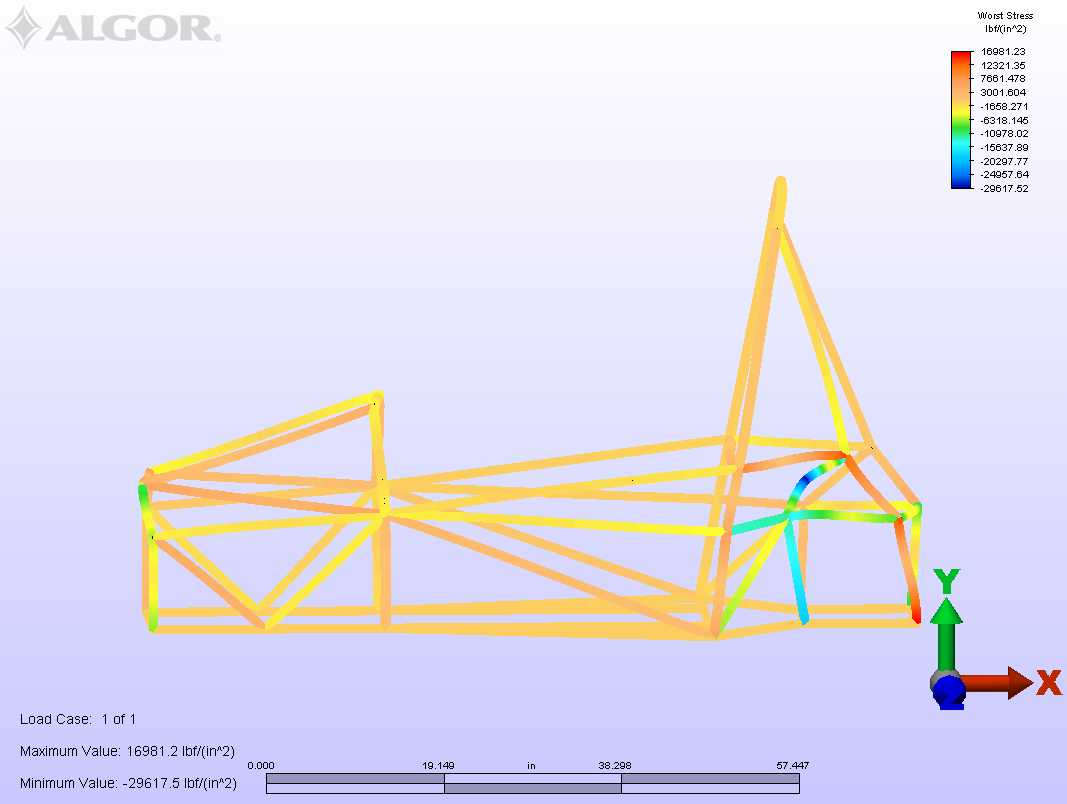 ALGOR.
Worst Stress
lbf/(in^2)
16981.23
12321.35
7661.478
3001.604
-1658.271
-6318.145
-10978.02
-15637.89
-20297.77
-24957.64
-29617.52
Y
X
Z
Load Case: 1 of 1
Maximum Value: 16981.2 lbf/(in^2)
Minimum Value: -29617.5 lbf/(in^2)
0.000 19.149 in 38.298 57.447